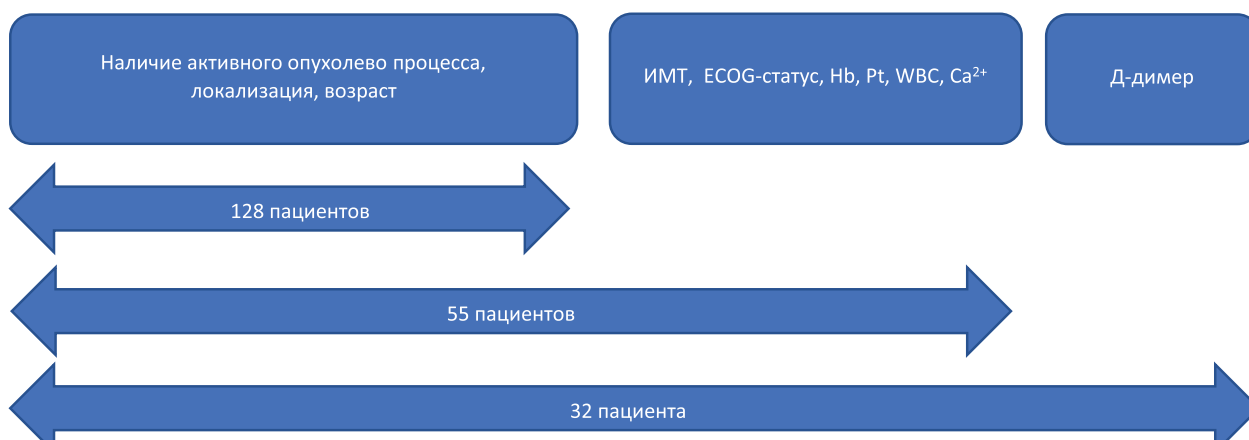 Наличие активного опухолево процесса,
локализация, возраст
ИМТ, ECOG-статус, Hb, Pt, WBC, Ca²⁺
Д-димер
128 пациентов
55 пациентов
32 пациента